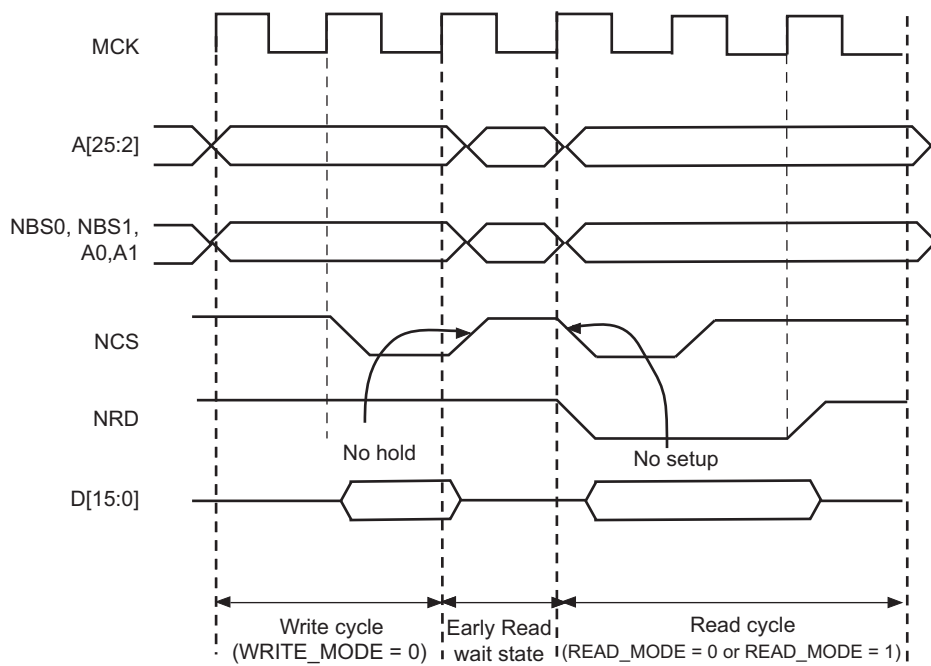 MCK
A[25:2]
NBS0, NBS1,
A0,A1
NCS
NRD
No hold
No setup
D[15:0]
Write cycle
(WRITE_MODE = 0)
Early Read
wait state
Read cycle
(READ_MODE = 0 or READ_MODE = 1)